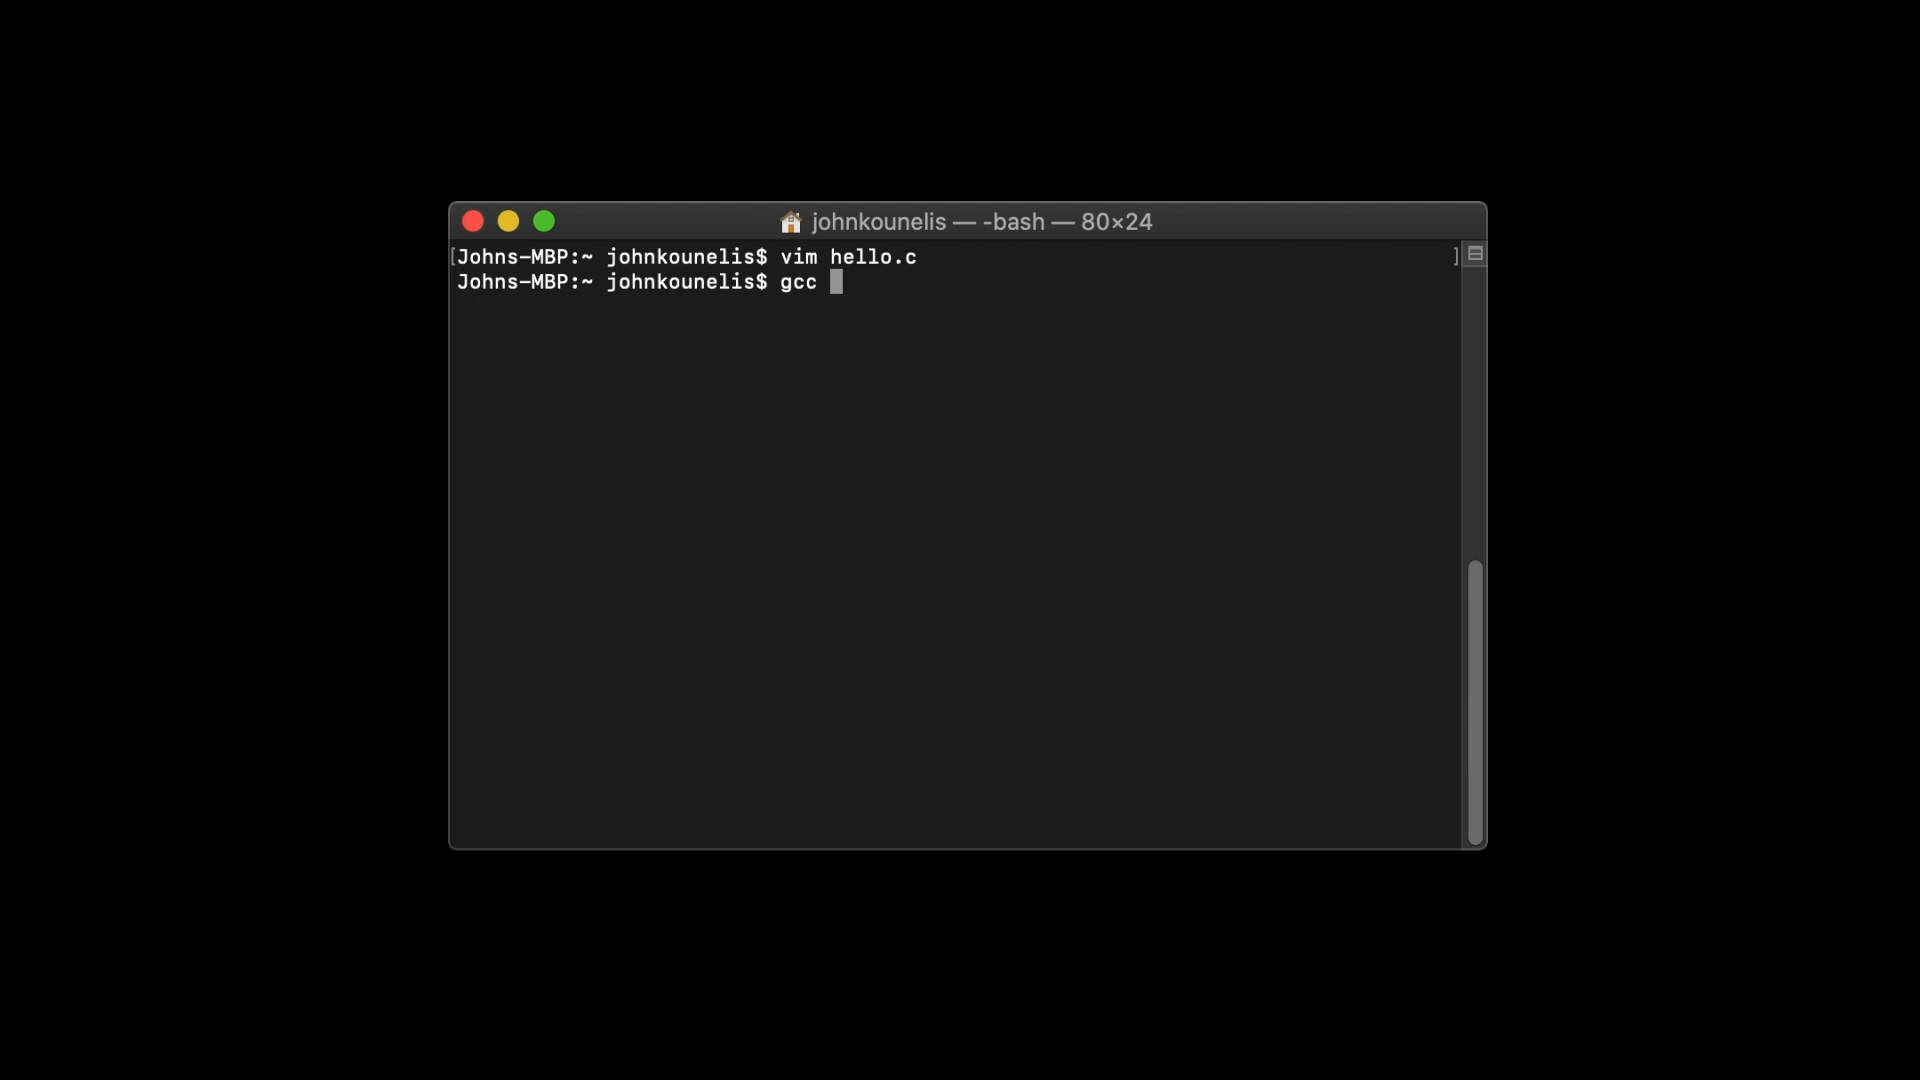 johnkounelis — -bash — 80×24
[Johns-MBP:~ johnkounelis$ vim hello.c ]
Johns-MBP:~ johnkounelis$ gcc